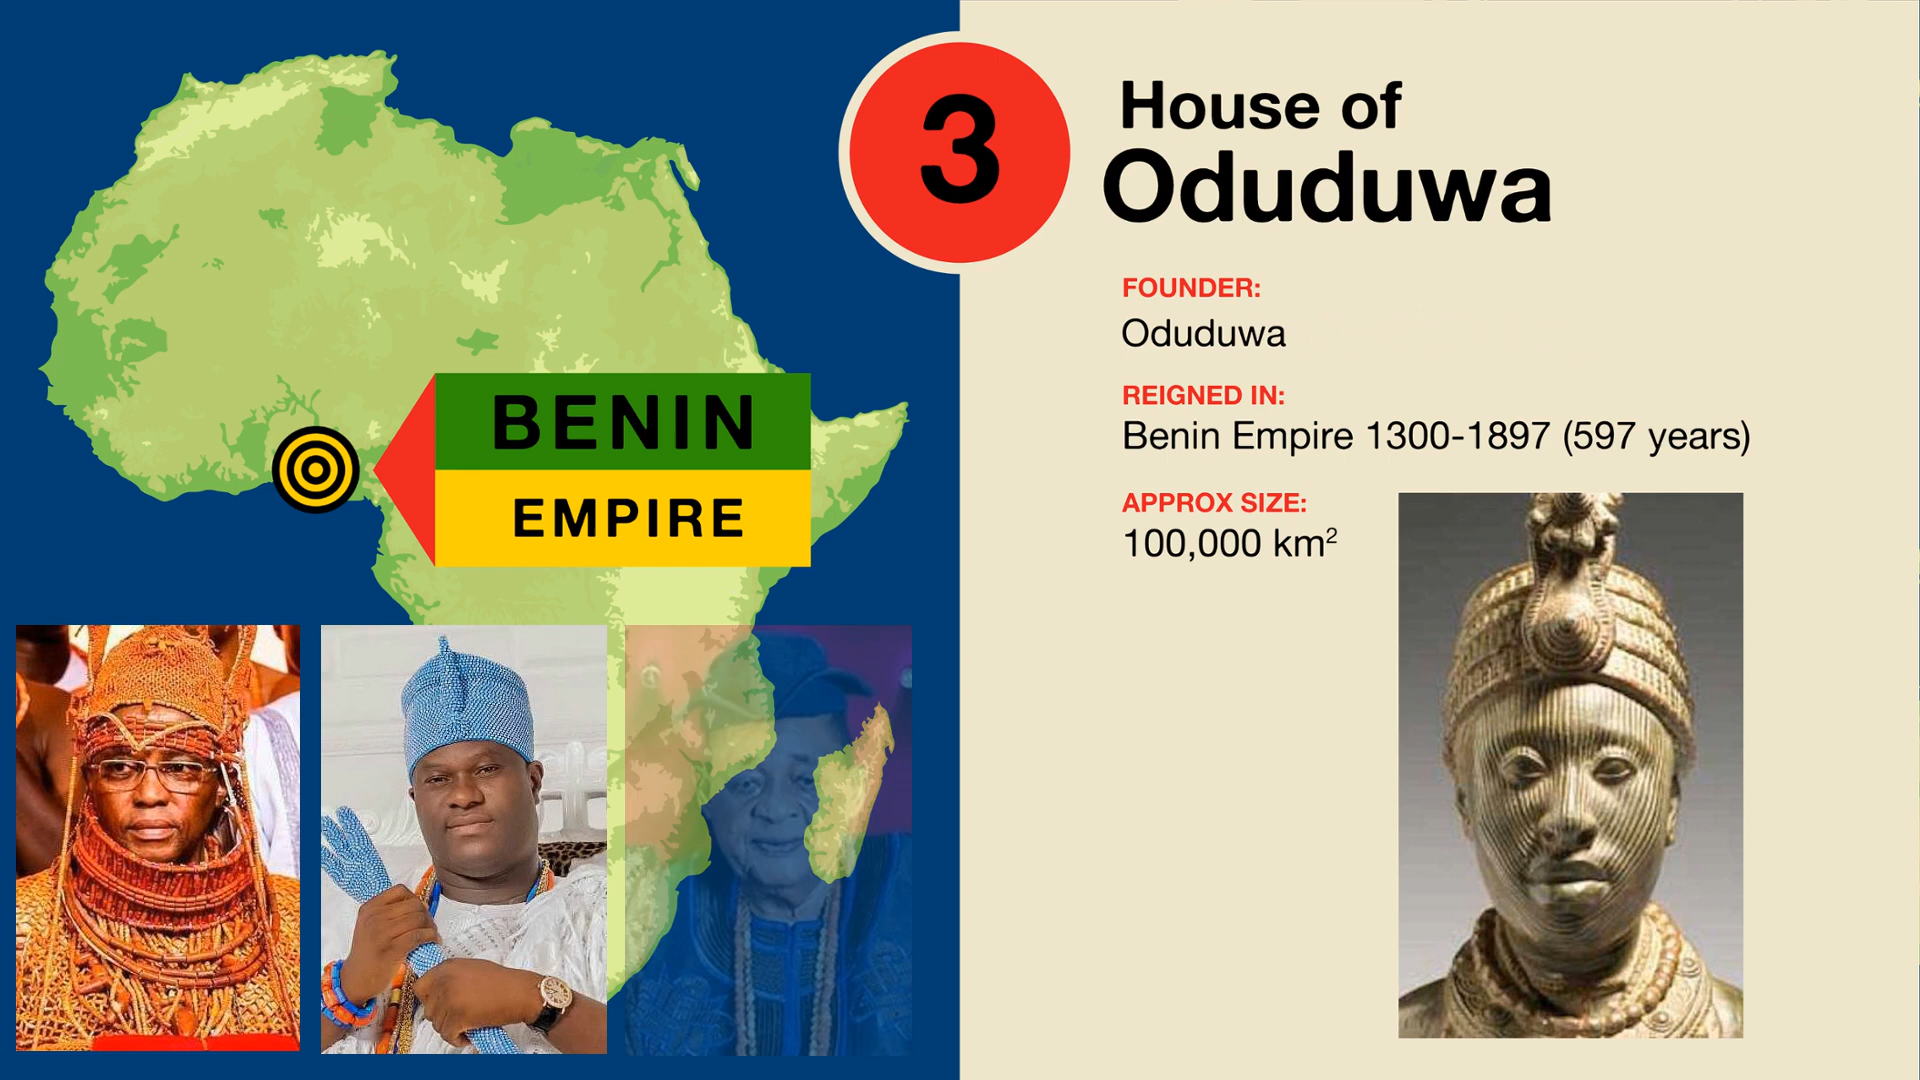 3
House of
Oduduwa
FOUNDER:
Oduduwa
REIGNED IN:
Benin Empire 1300-1897 (597 years)
APPROX SIZE:
100,000 km²
BENIN
EMPIRE